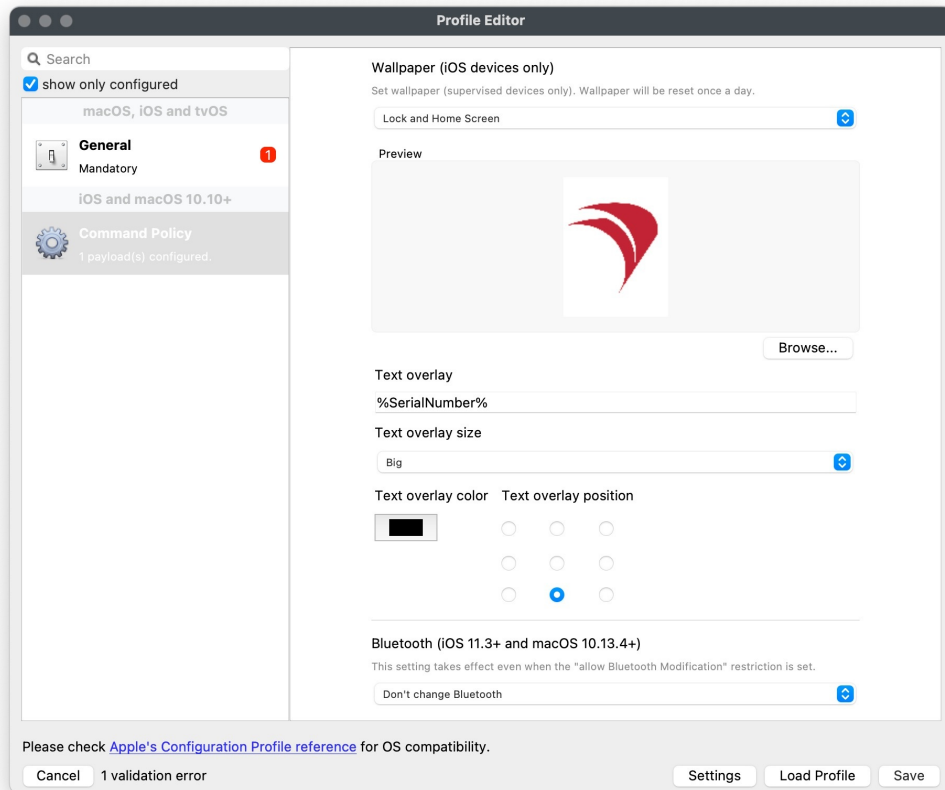 Profile Editor
Search
show only configured
macOS, iOS and tvOS
General
1
Mandatory
iOS and macOS 10.10+
Command Policy
1 payload(s) configured.
Wallpaper (iOS devices only)
Set wallpaper (supervised devices only). Wallpaper will be reset once a day.
Lock and Home Screen
Preview
Browse...
Text overlay
%SerialNumber%
Text overlay size
Big
Text overlay color Text overlay position
Bluetooth (iOS 11.3+ and macOS 10.13.4+)
This setting takes effect even when the "allow Bluetooth Modification" restriction is set.
Don't change Bluetooth
Please check Apple's Configuration Profile reference for OS compatibility.
Cancel 1 validation error Settings Load Profile Save